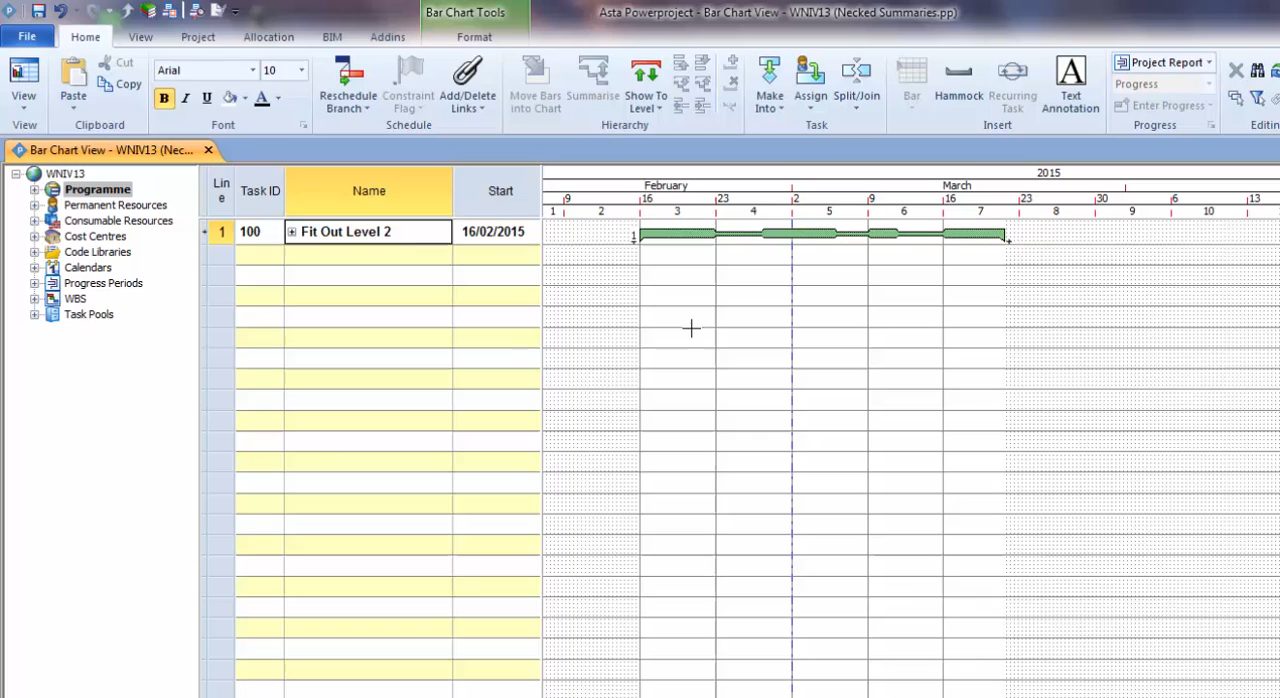 Bar Chart Tools
Asta Powerproject - Bar Chart View - WNIV13 (Necked Summaries.pp)
File Home View Project Allocation BIM Addins Format
View
Paste
Cut
Copy
Arial 10
B I U A
Reschedule Branch
Constraint Flag
Add/Delete Links
Move Bars into Chart
Summarise
Show To Level
Make Into
Assign
Split/Join
Bar
Hammock
Recurring Task
A
Text Annotation
Project Report
Progress
Enter Progress
View Clipboard Font Schedule Hierarchy Task Insert Progress Editin
Bar Chart View - WNIV13 (Nec...
WNIV13
Programme
Permanent Resources
Consumable Resources
Cost Centres
Code Libraries
Calendars
Progress Periods
WBS
Task Pools
Line Task ID Name Start
1 100 Fit Out Level 2 16/02/2015
2015
February March
9 16 23 2 9 16 23 30 6 13
1 2 3 4 5 6 7 8 9 10
1